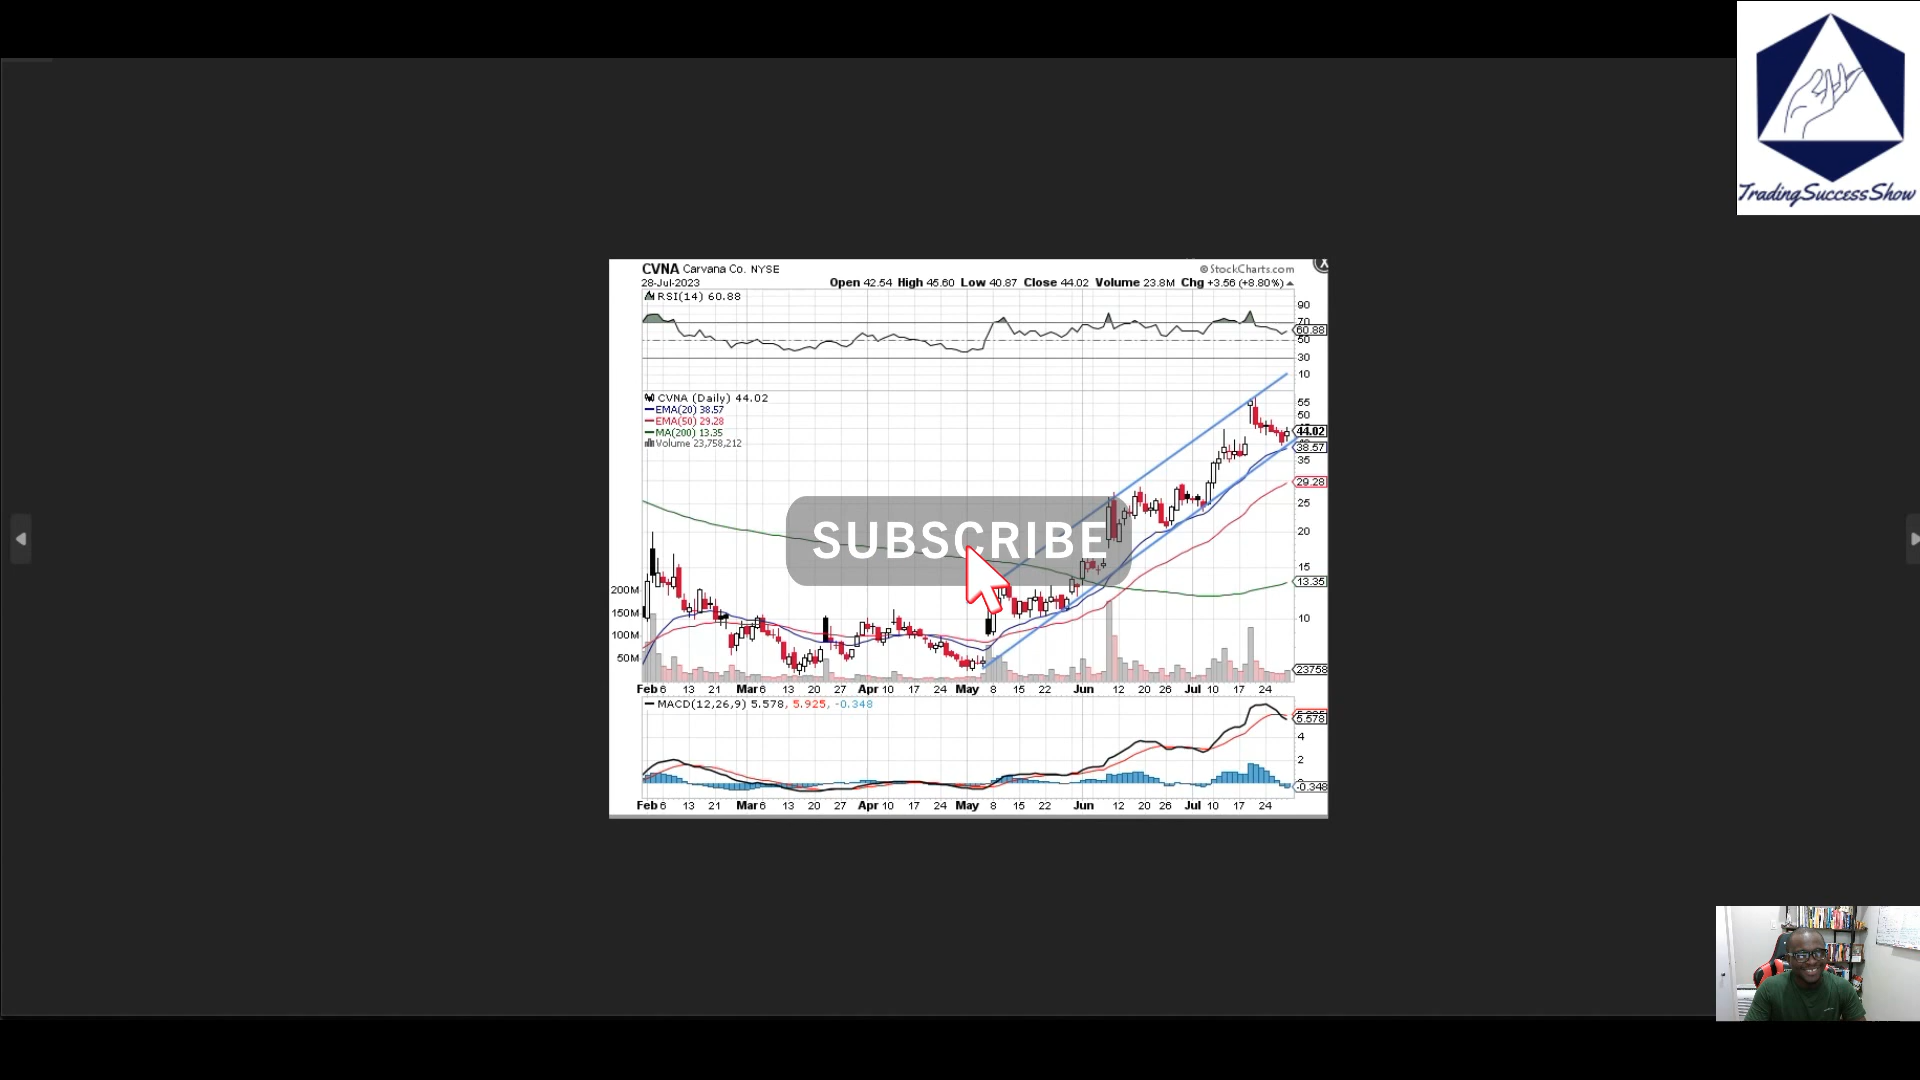 TradingSuccessShow
CVNA Carvana Co. NYSE
©StockCharts.com
28-Jul-2023
Open 42.54 High 45.60 Low 40.87 Close 44.02 Volume 23.8M Chg +3.56 (+8.80%)
RSI(14) 60.88
90
70
60.88
50
30
10
CVNA (Daily) 44.02
EMA(20) 38.57
EMA(50) 29.28
MA(200) 13.35
Volume 23,758,212
55
50
44.02
38.57
35
29.28
25
20
15
13.35
10
200M
150M
100M
50M
23758
SUBSCRIBE
Feb 6 13 21 Mar 6 13 20 27 Apr 10 17 24 May 8 15 22 Jun 12 20 26 Jul 10 17 24
MACD(12,26,9) 5.578, 5.925, -0.348
5.578
4
2
-0.348
Feb 6 13 21 Mar 6 13 20 27 Apr 10 17 24 May 8 15 22 Jun 12 20 26 Jul 10 17 24